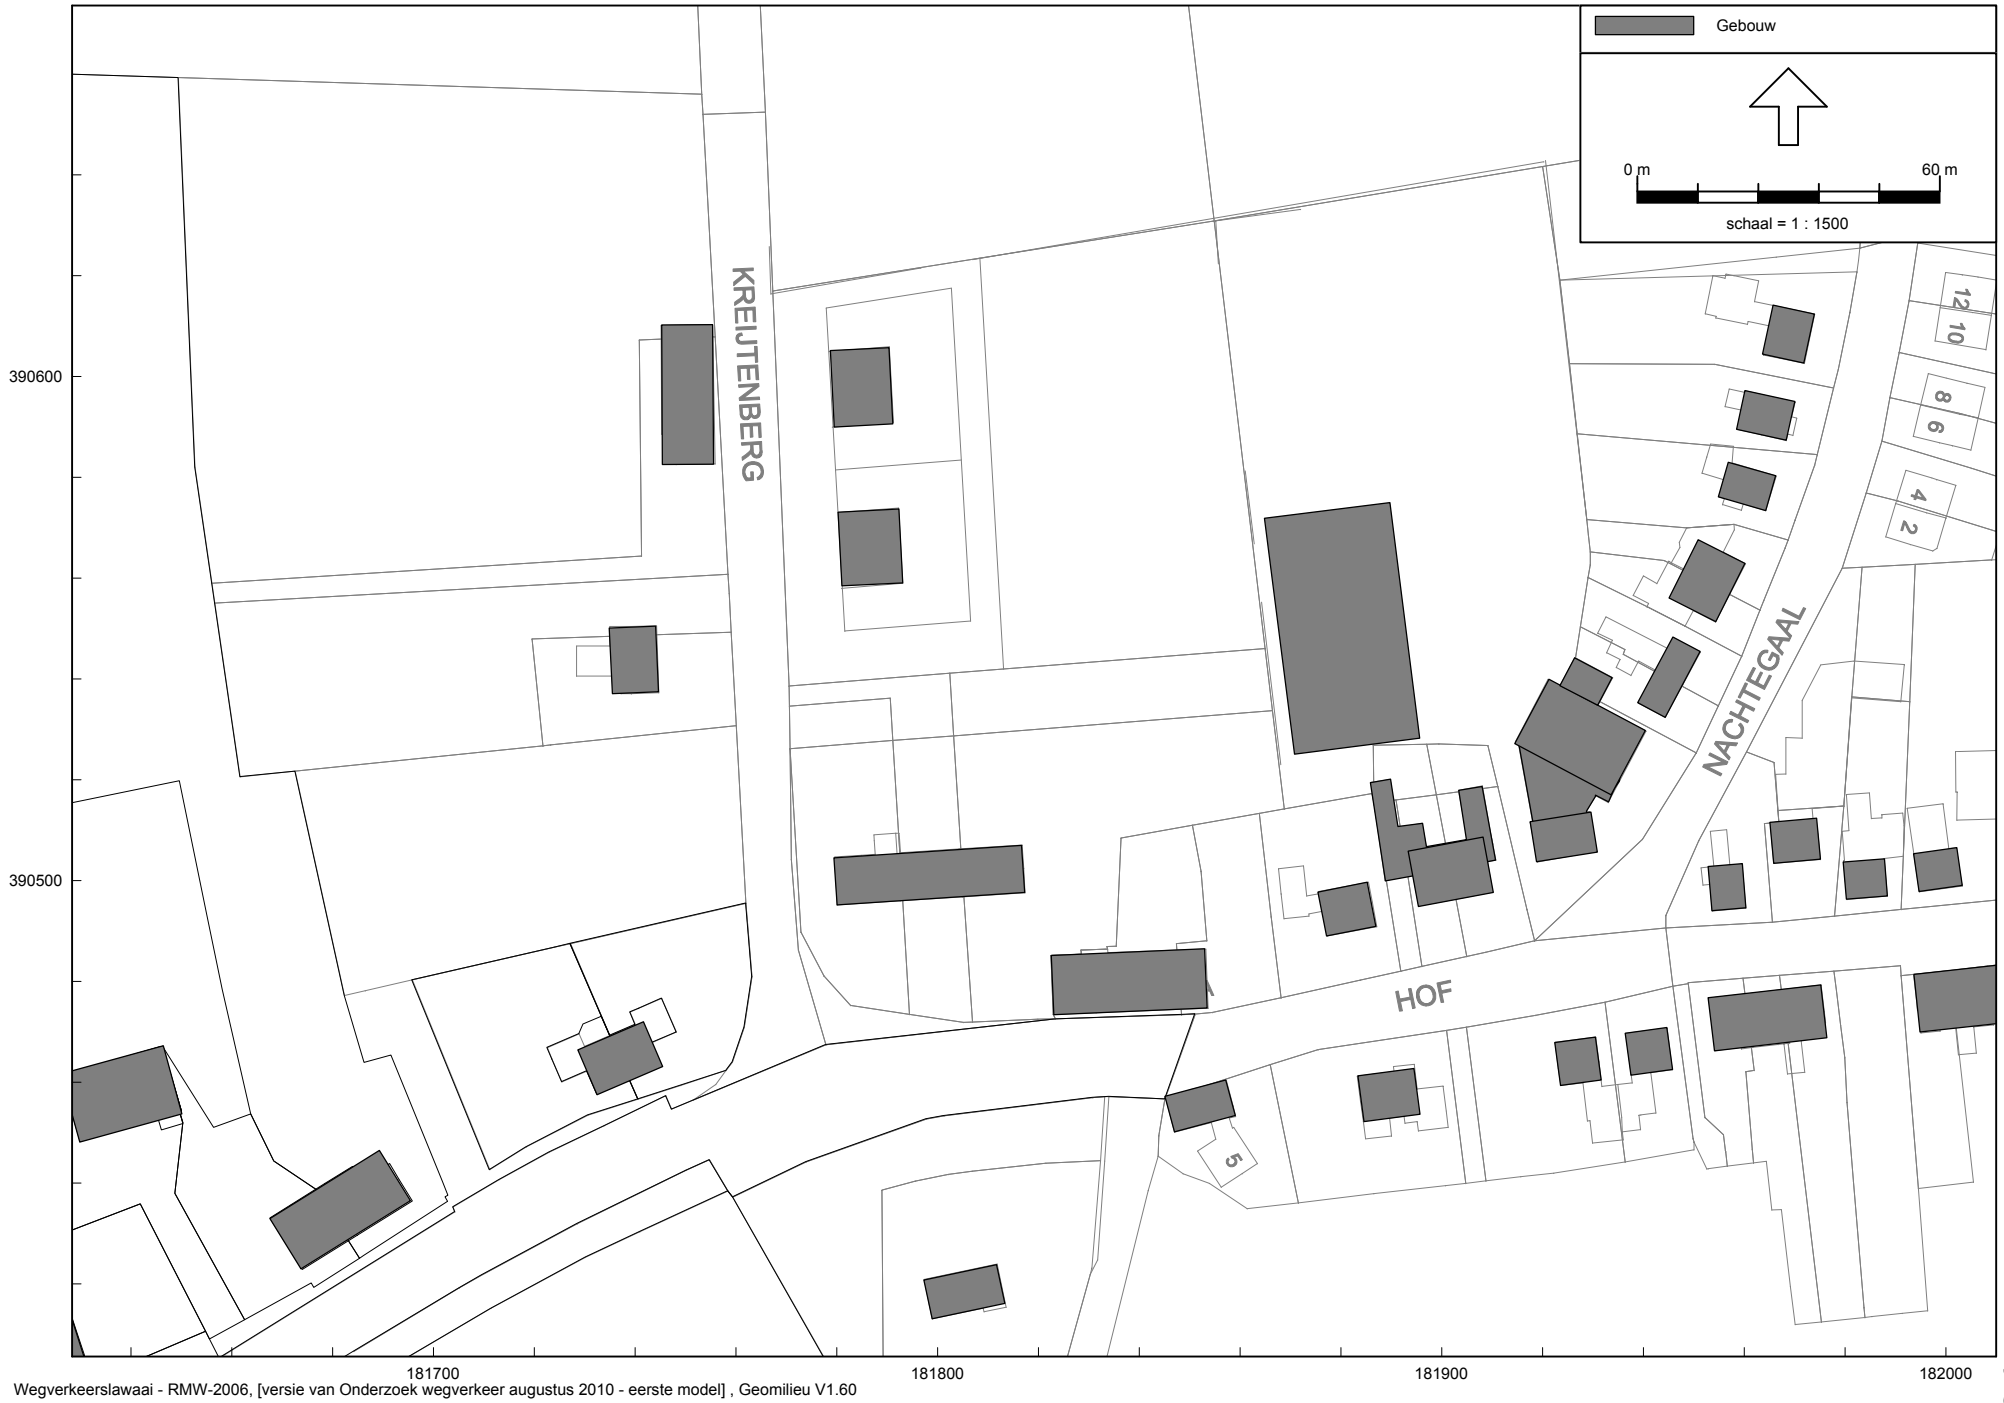 Gebouw
0 m 60 m
schaal = 1 : 1500
KREIJTENBERG
12
10
8
6
4
2
390600
NACHTEGAAL
390500
HOF
5
181700 181800 181900 182000
Wegverkeerslawaai - RMW-2006, [versie van Onderzoek wegverkeer augustus 2010 - eerste model] , Geomilieu V1.60